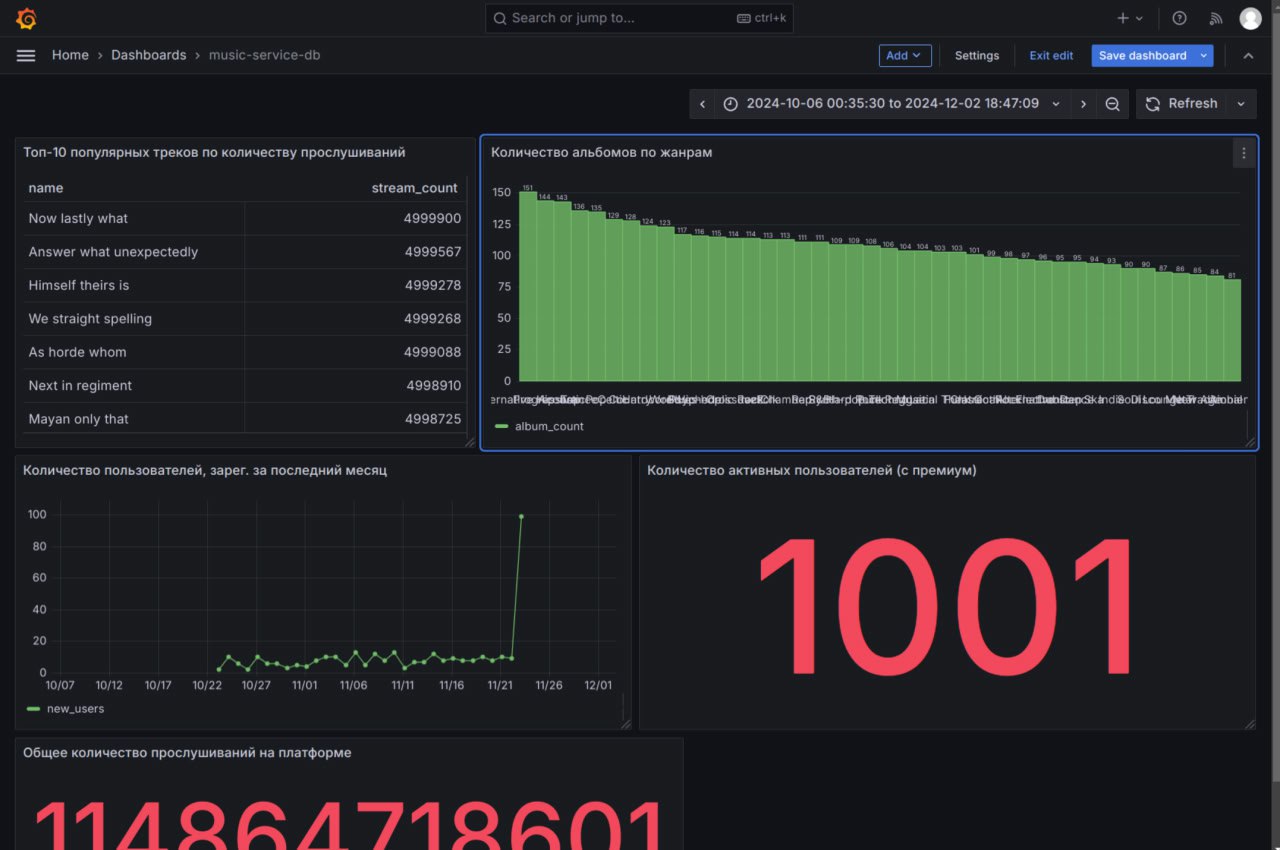 Search or jump to... ctrl+k
Home › Dashboards › music-service-db Add Settings Exit edit Save dashboard
2024-10-06 00:35:30 to 2024-12-02 18:47:09 Refresh
Топ-10 популярных треков по количеству прослушиваний
name stream_count
Now lastly what 4999900
Answer what unexpectedly 4999567
Himself theirs is 4999278
We straight spelling 4999268
As horde whom 4999088
Next in regiment 4998910
Mayan only that 4998725
Количество альбомов по жанрам
151 144 143 136 135 129 128 124 123 117 116 115 114 114 113 113 111 111 109 109 108 106 104 104 103 103 101 99 98 97 96 95 95 94 93 90 90 87 86 85 84 81
150
125
100
75
50
25
0
album_count
Количество пользователей, зарег. за последний месяц
100
80
60
40
20
0
10/07 10/12 10/17 10/22 10/27 11/01 11/06 11/11 11/16 11/21 11/26 12/01
new_users
Количество активных пользователей (с премиум)
1001
Общее количество прослушиваний на платформе
114864718601